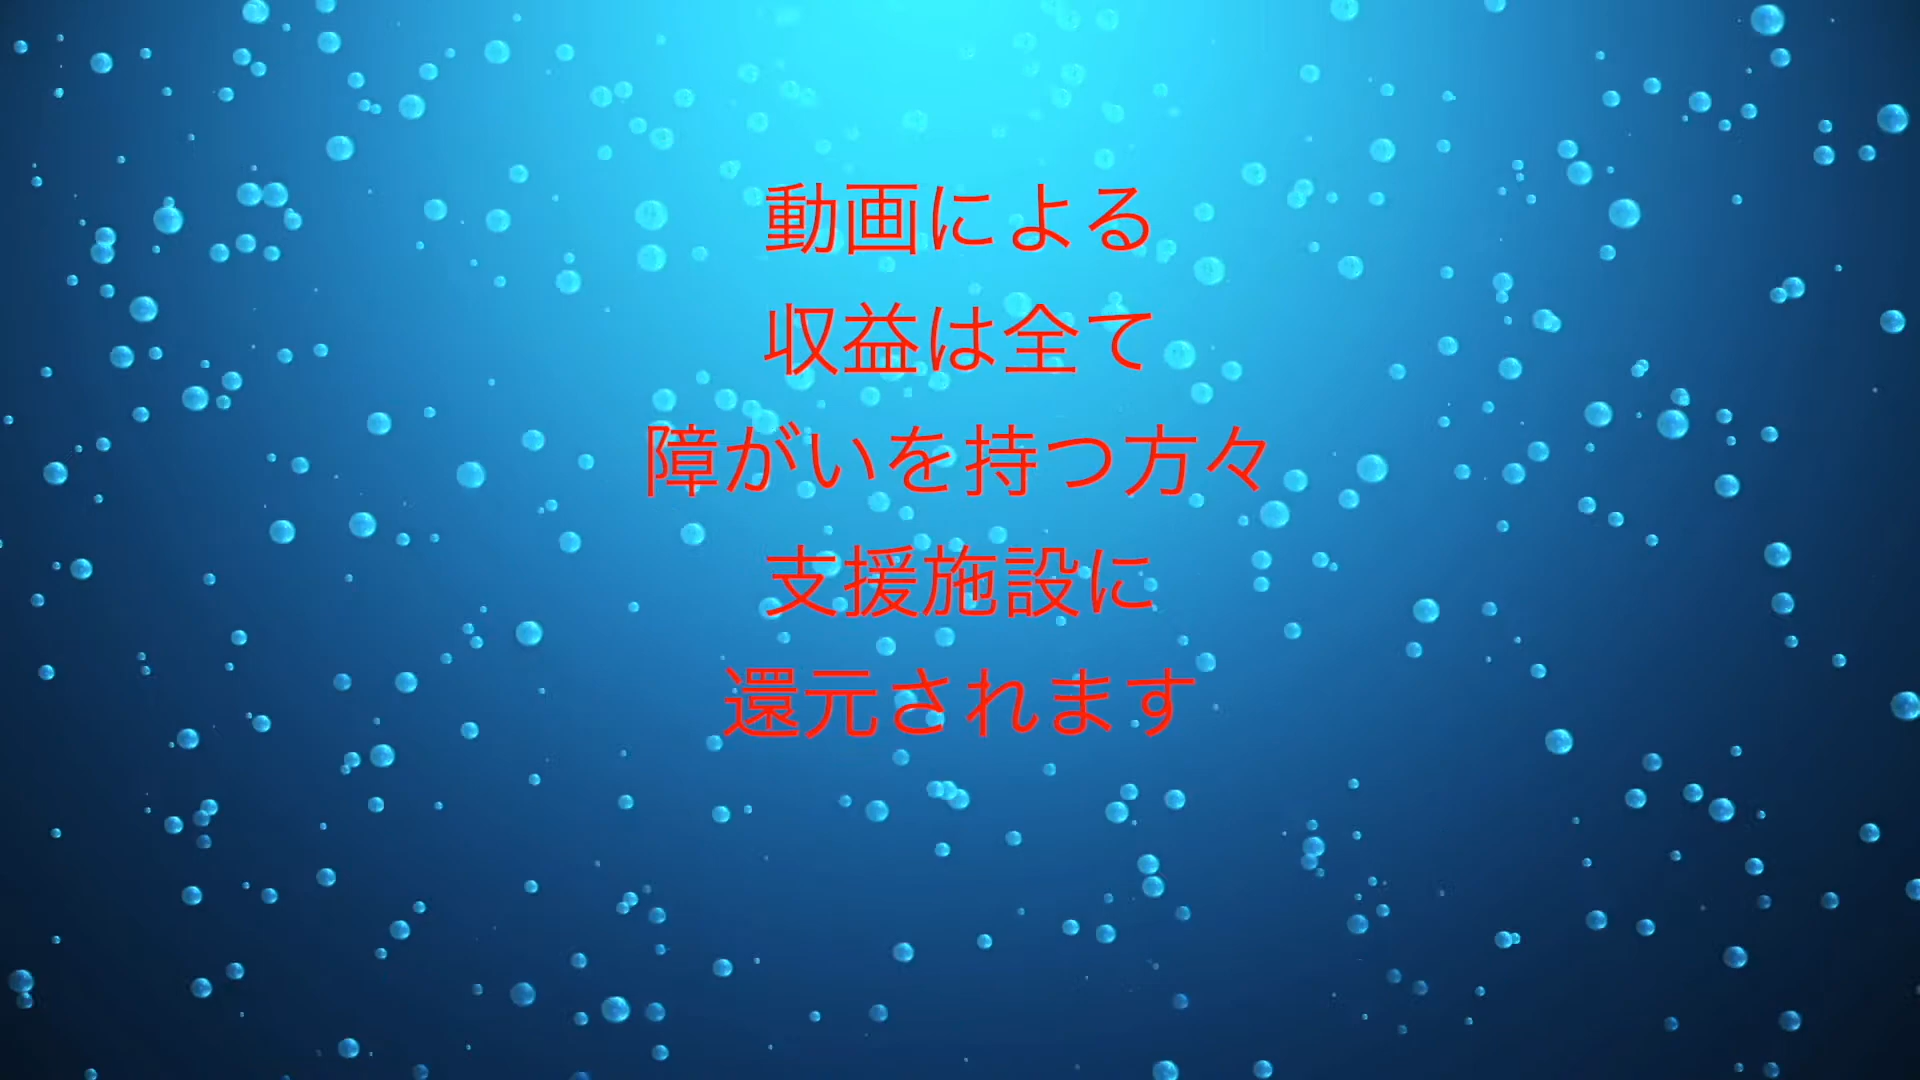 動画による
収益は全て
障がいを持つ方々
支援施設に
還元されます